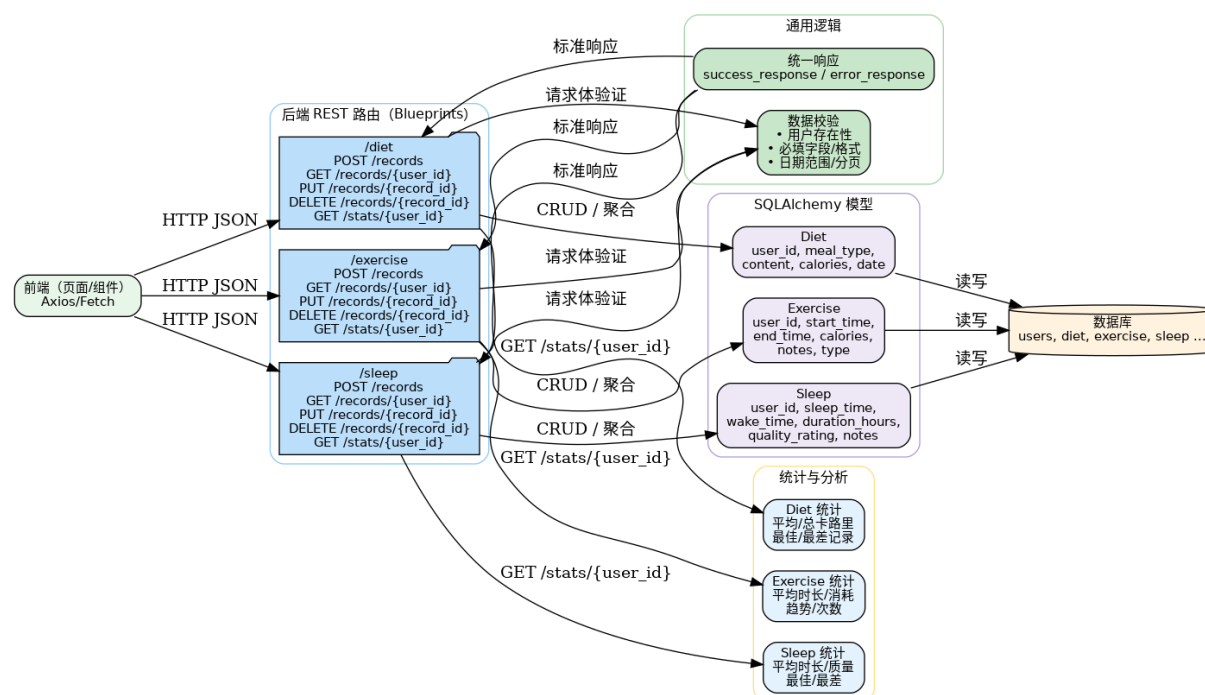 前端（页面/组件）
Axios/Fetch
HTTP JSON
HTTP JSON
HTTP JSON
后端 REST 路由（Blueprints）
/diet
POST /records
GET /records/{user_id}
PUT /records/{record_id}
DELETE /records/{record_id}
GET /stats/{user_id}
/exercise
POST /records
GET /records/{user_id}
PUT /records/{record_id}
DELETE /records/{record_id}
GET /stats/{user_id}
/sleep
POST /records
GET /records/{user_id}
PUT /records/{record_id}
DELETE /records/{record_id}
GET /stats/{user_id}
标准响应
请求体验证
标准响应
标准响应
CRUD / 聚合
请求体验证
请求体验证
GET /stats/{user_id}
CRUD / 聚合
CRUD / 聚合
GET /stats/{user_id}
GET /stats/{user_id}
通用逻辑
统一响应
success_response / error_response
数据校验
• 用户存在性
• 必填字段/格式
• 日期范围/分页
SQLAlchemy 模型
Diet
user_id, meal_type,
content, calories, date
Exercise
user_id, start_time,
end_time, calories,
notes, type
Sleep
user_id, sleep_time,
wake_time, duration_hours,
quality_rating, notes
统计与分析
Diet 统计
平均/总卡路里
最佳/最差记录
Exercise 统计
平均时长/消耗
趋势/次数
Sleep 统计
平均时长/质量
最佳/最差
读写
读写
读写
数据库
users, diet, exercise, sleep ...